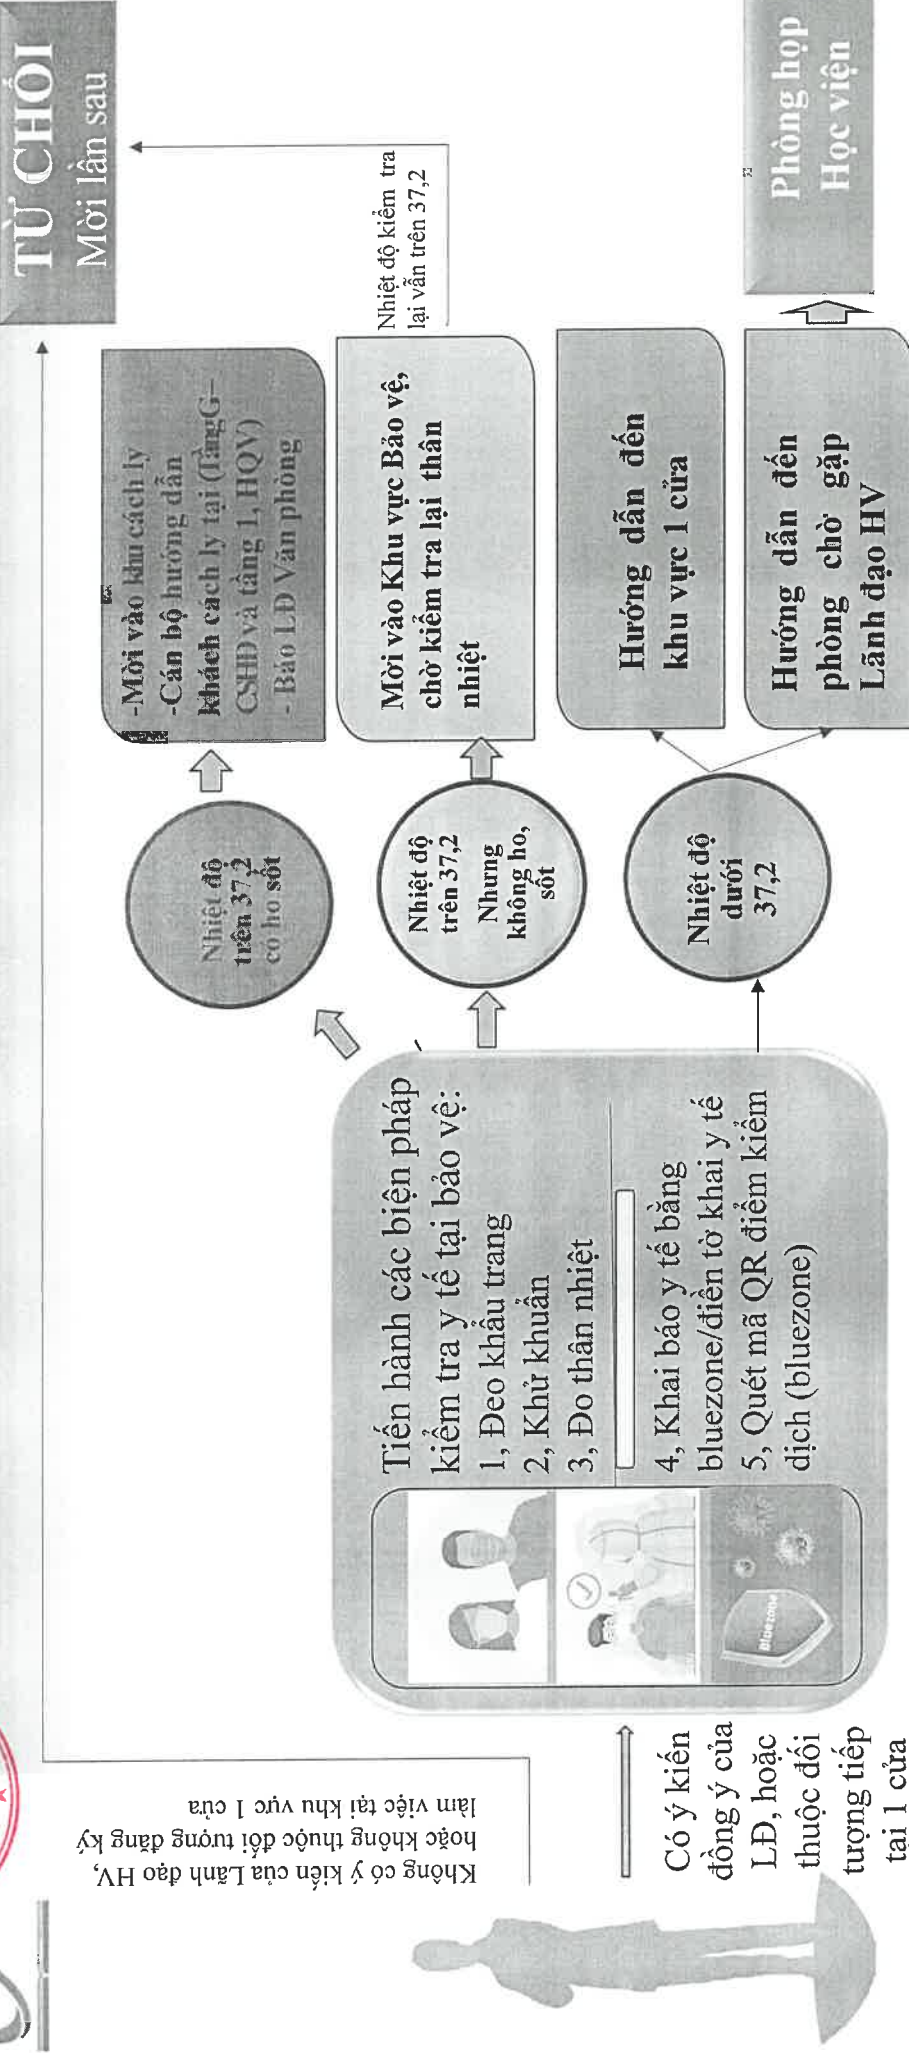 Không có ý kiến của Lãnh đạo HV,
hoặc không thuộc đối tượng đăng ký
làm việc tại khu vực 1 cửa
Có ý kiến
đồng ý của
LĐ, hoặc
thuộc đối
tượng tiếp
tại 1 cửa
Tiến hành các biện pháp
kiểm tra y tế tại bảo vệ:
1, Đeo khẩu trang
2, Khử khuẩn
3, Đo thân nhiệt
4, Khai báo y tế bằng
bluezone/điền tờ khai y tế
5, Quét mã QR điểm kiểm
dịch (bluezone)
Bluezone
Nhiệt độ
trên 37,2
có ho sốt
Nhiệt độ
trên 37,2
Nhưng
không ho,
sốt
Nhiệt độ
dưới
37,2
-Mời vào khu cách ly
-Cán bộ hướng dẫn
khách cách ly tại (TầngG–
CSHD và tầng 1, HQV)
- Báo LĐ Văn phòng
Mời vào Khu vực Bảo vệ,
chờ kiểm tra lại thân
nhiệt
Hướng dẫn đến
khu vực 1 cửa
Hướng dẫn đến
phòng chờ gặp
Lãnh đạo HV
Nhiệt độ kiểm tra
lại vẫn trên 37,2
TỪ CHỐI
Mời lần sau
Phòng họp
Học viện